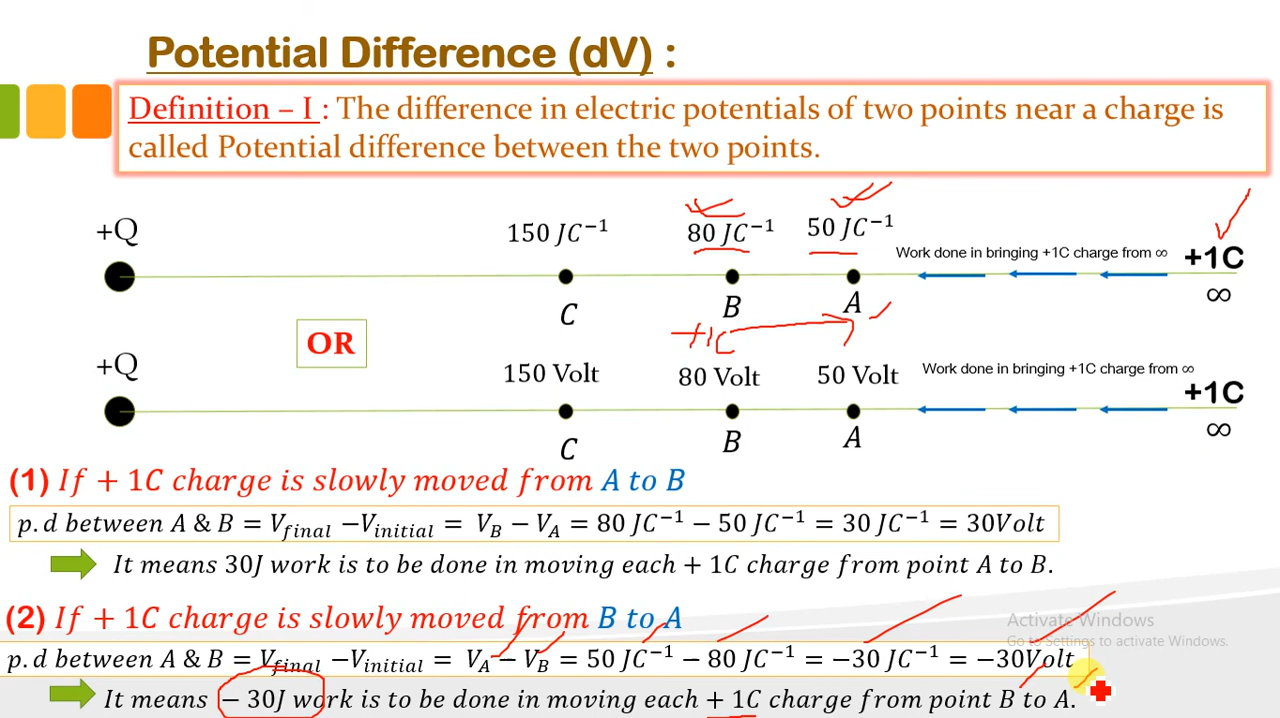 Potential Difference (dV) :
Definition – I : The difference in electric potentials of two points near a charge is
called Potential difference between the two points.
+Q
150 JC⁻¹ 80 JC⁻¹ 50 JC⁻¹
Work done in bringing +1C charge from ∞ +1C
C B A ∞
+1C
OR
+Q
150 Volt 80 Volt 50 Volt
Work done in bringing +1C charge from ∞ +1C
C B A ∞
(1) If + 1C charge is slowly moved from A to B
p.d between A & B = V_final −V_initial = V_B − V_A = 80 JC⁻¹ − 50 JC⁻¹ = 30 JC⁻¹ = 30Volt
It means 30J work is to be done in moving each + 1C charge from point A to B.
(2) If + 1C charge is slowly moved from B to A
Activate Windows
Go to Settings to activate Windows.
p.d between A & B = V_final −V_initial = V_A − V_B = 50 JC⁻¹ − 80 JC⁻¹ = −30 JC⁻¹ = −30Volt
It means − 30J work is to be done in moving each + 1C charge from point B to A.